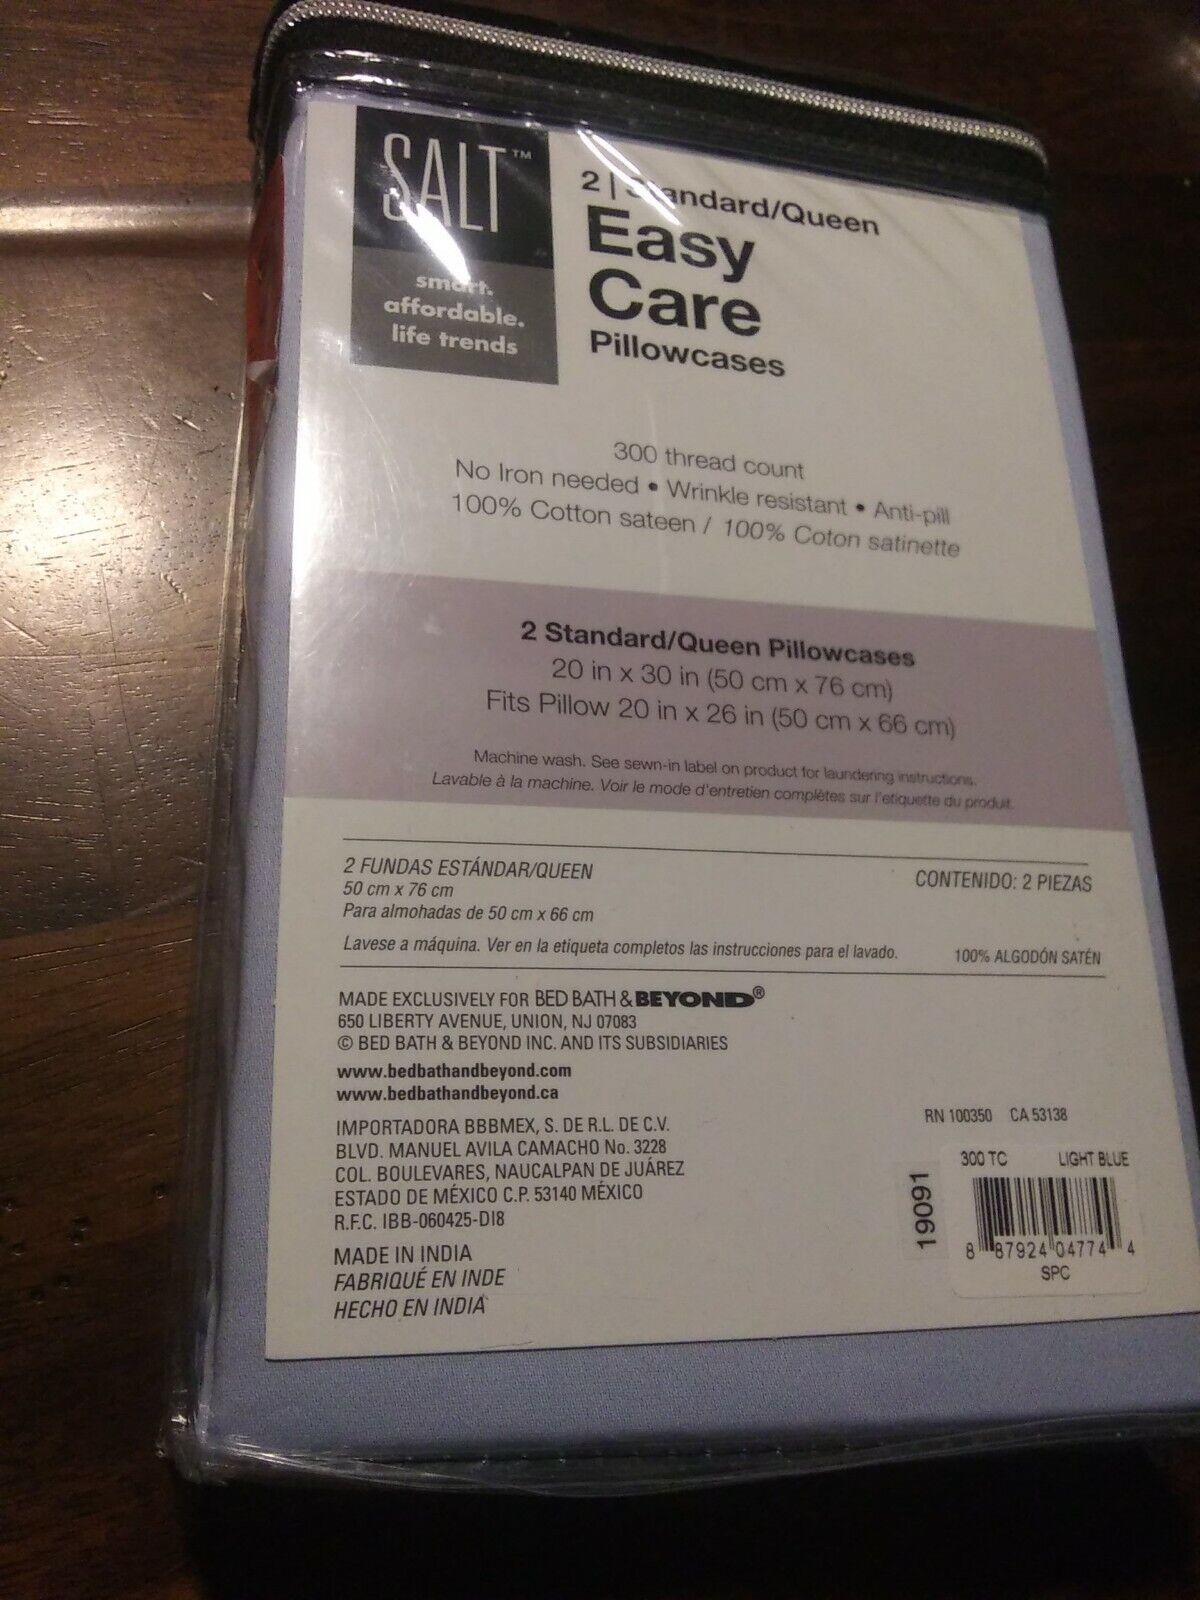 SALT™
smart.
affordable.
life trends
2 | Standard/Queen
Easy
Care
Pillowcases
300 thread count
No Iron needed • Wrinkle resistant • Anti-pill
100% Cotton sateen / 100% Coton satinette
2 Standard/Queen Pillowcases
20 in x 30 in (50 cm x 76 cm)
Fits Pillow 20 in x 26 in (50 cm x 66 cm)
Machine wash. See sewn-in label on product for laundering instructions.
Lavable à la machine. Voir le mode d'entretien complètes sur l'etiquette du produit.
2 FUNDAS ESTÁNDAR/QUEEN
50 cm x 76 cm
Para almohadas de 50 cm x 66 cm
CONTENIDO: 2 PIEZAS
Lavese a máquina. Ver en la etiqueta completos las instrucciones para el lavado.
100% ALGODÓN SATÉN
MADE EXCLUSIVELY FOR BED BATH & BEYOND®
650 LIBERTY AVENUE, UNION, NJ 07083
© BED BATH & BEYOND INC. AND ITS SUBSIDIARIES
www.bedbathandbeyond.com
www.bedbathandbeyond.ca
IMPORTADORA BBBMEX, S. DE R.L. DE C.V.
BLVD. MANUEL AVILA CAMACHO No. 3228
COL. BOULEVARES, NAUCALPAN DE JUÁREZ
ESTADO DE MÉXICO C.P. 53140 MÉXICO
R.F.C. IBB-060425-DI8
MADE IN INDIA
FABRIQUÉ EN INDE
HECHO EN INDIA
RN 100350 CA 53138
19091
300 TC LIGHT BLUE
8 87924 04774 4
SPC